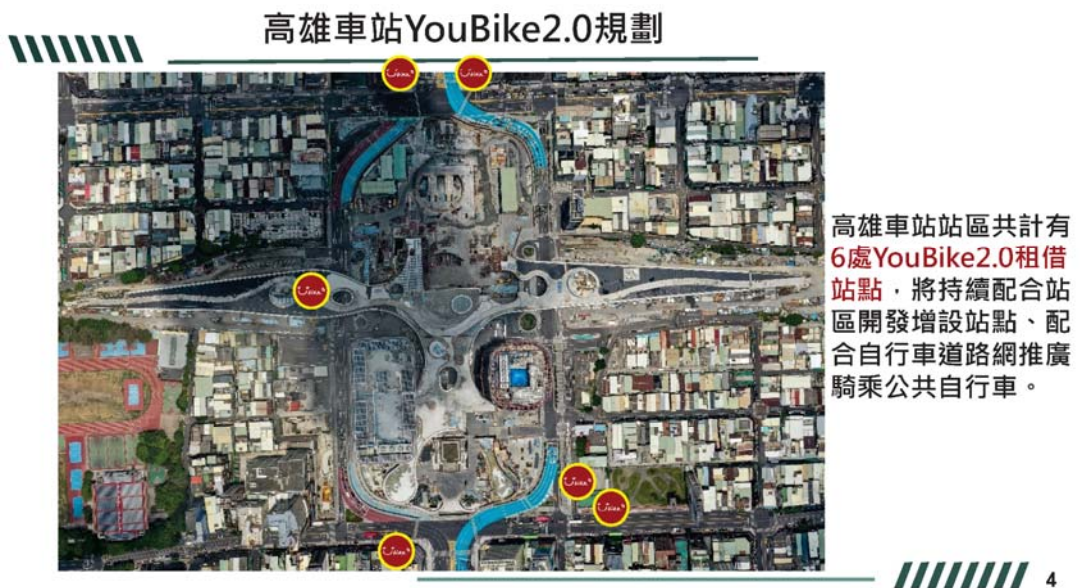 高雄車站YouBike2.0規劃
高雄車站站區共計有
6處YouBike2.0租借
站點，將持續配合站
區開發增設站點、配
合自行車道路網推廣
騎乘公共自行車。
4